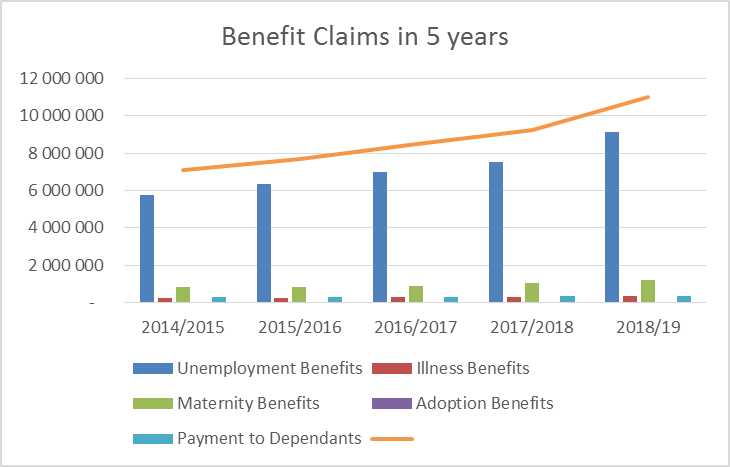 Benefit Claims in 5 years
12 000 000
10 000 000
8 000 000
6 000 000
4 000 000
2 000 000
-
2014/2015 2015/2016 2016/2017 2017/2018 2018/19
Unemployment Benefits Illness Benefits
Maternity Benefits Adoption Benefits
Payment to Dependants